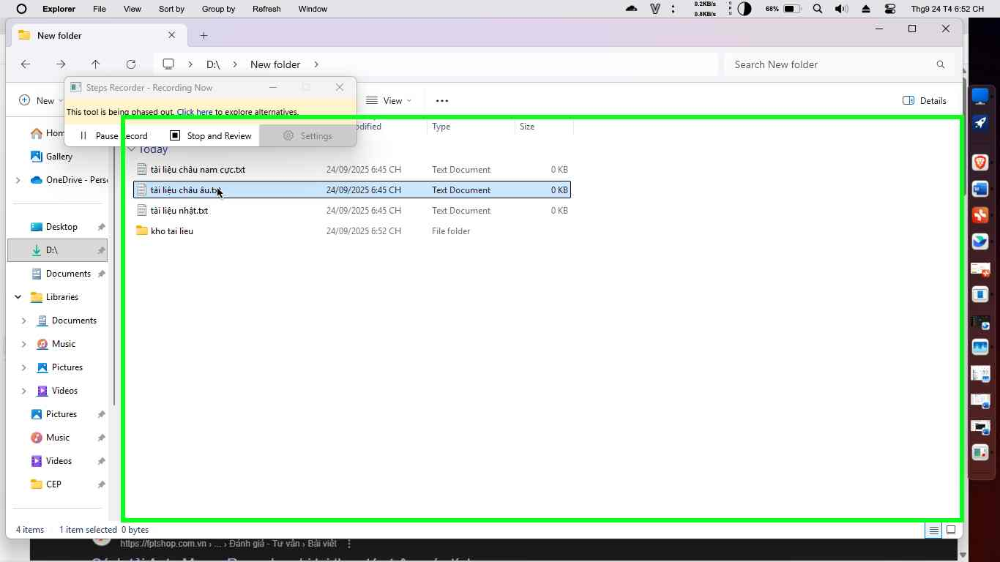 Explorer File View Sort by Group by Refresh Window
0.2KB/s
0.8KB/s
CPU
68%
Thg9 24 T4 6:52 CH
New folder
D:\ New folder
Search New folder
Steps Recorder - Recording Now
New
View
Details
This tool is being phased out. Click here to explore alternatives.
Pause Record Stop and Review Settings
Type Size
Today
Gallery
OneDrive - Pers
tài liệu châu nam cực.txt 24/09/2025 6:45 CH Text Document 0 KB
tài liệu châu âu.txt 24/09/2025 6:45 CH Text Document 0 KB
tài liệu nhật.txt 24/09/2025 6:45 CH Text Document 0 KB
kho tai lieu 24/09/2025 6:52 CH File folder
Desktop
D:\
Documents
Libraries
Documents
Music
Pictures
Videos
Pictures
Music
Videos
CEP
4 items 1 item selected 0 bytes
https://fptshop.com.vn › ... › Đánh giá - Tư vấn › Bài viết